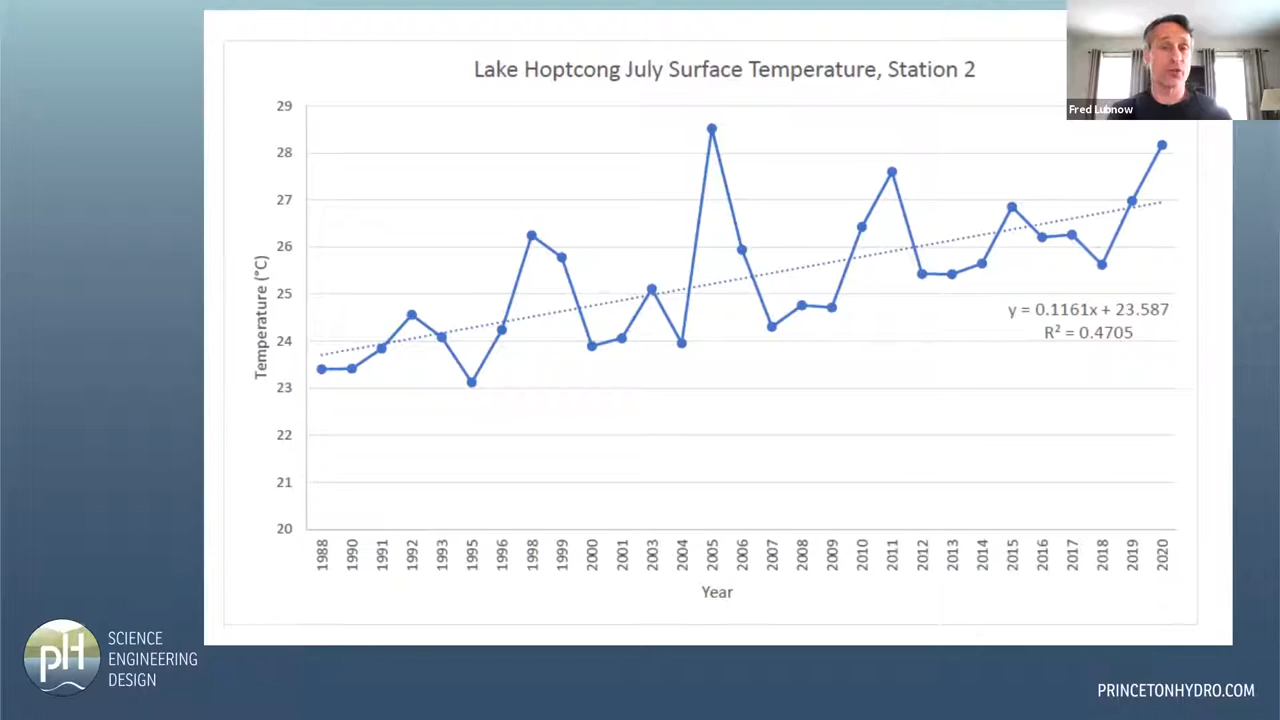 Lake Hoptcong July Surface Temperature, Station 2
Fred Lubnow
29
28
27
26
25
24
23
22
21
20
Temperature (°C)
y = 0.1161x + 23.587
R² = 0.4705
1988 1990 1991 1992 1993 1995 1996 1998 1999 2000 2001 2003 2004 2005 2006 2007 2008 2009 2010 2011 2012 2013 2014 2015 2016 2017 2018 2019 2020
Year
pH
SCIENCE
ENGINEERING
DESIGN
PRINCETONHYDRO.COM